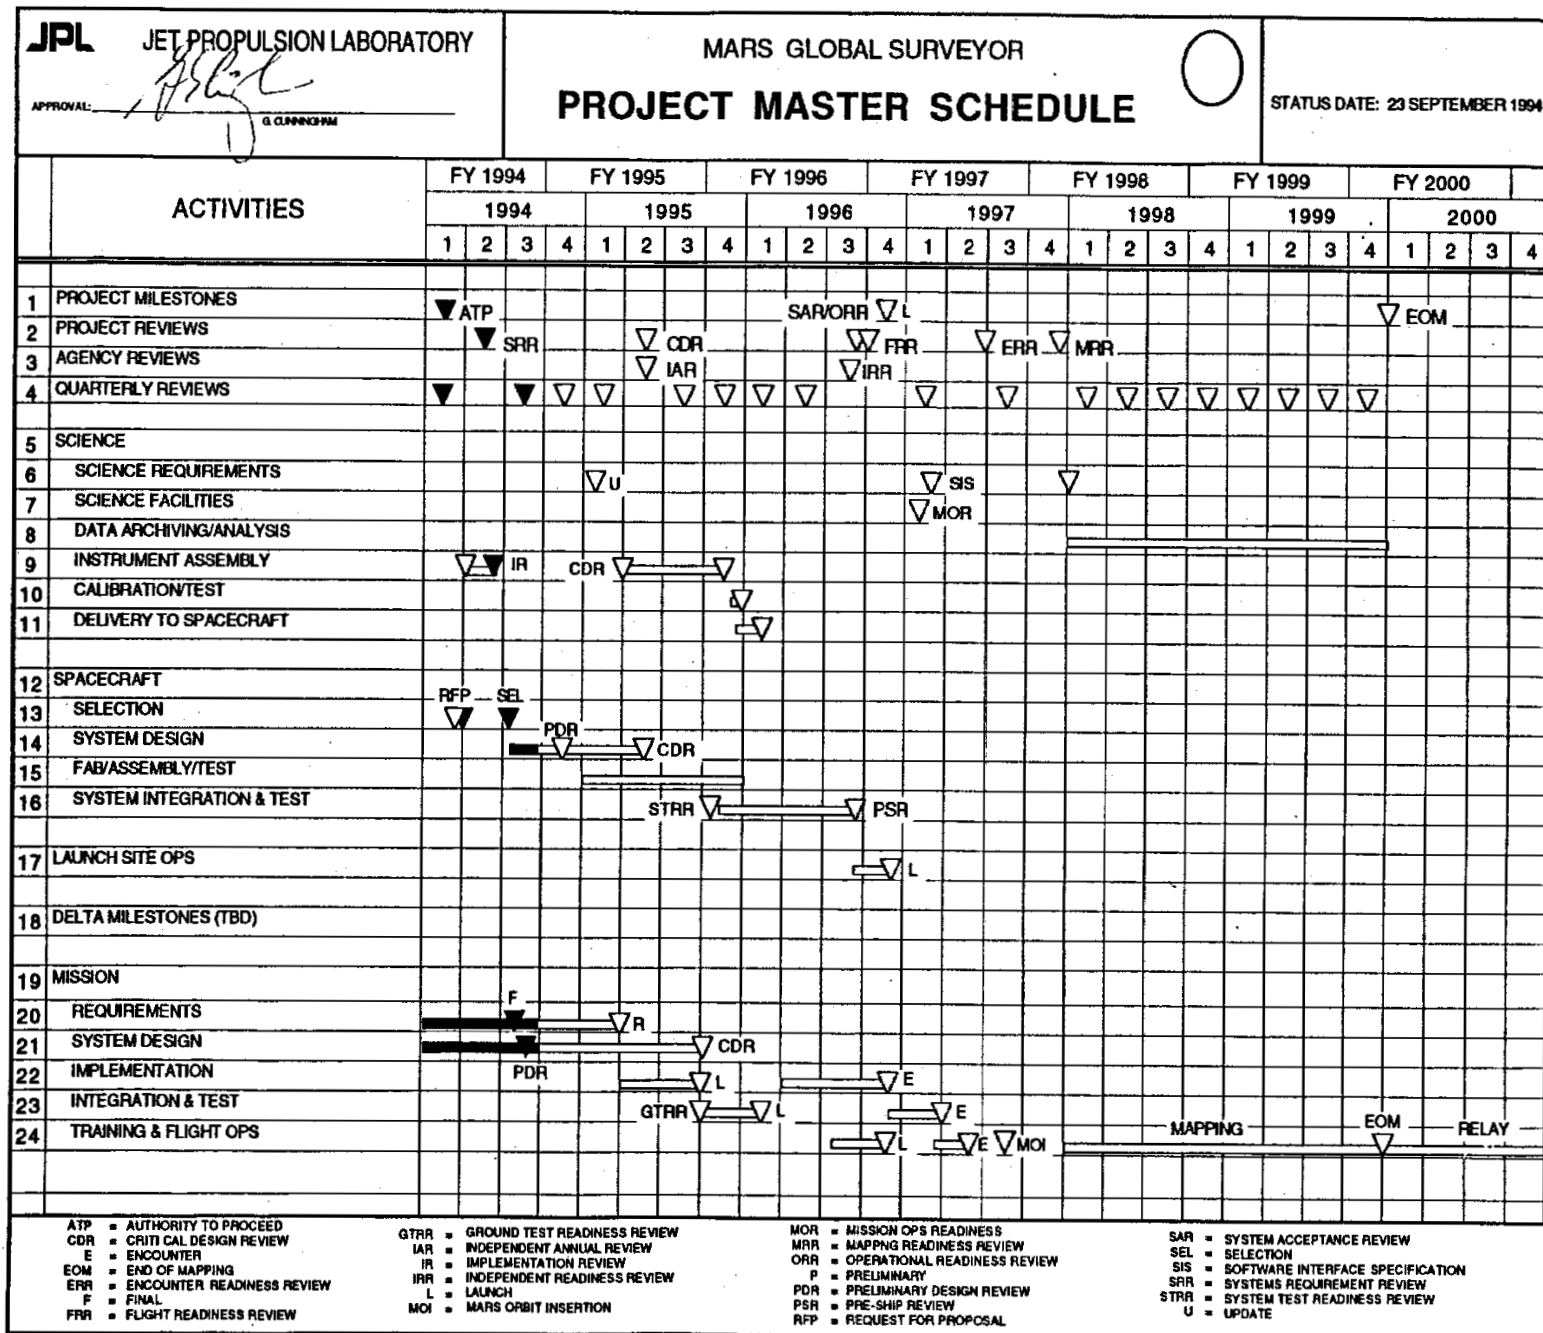 JPL JET PROPULSION LABORATORY
APPROVAL:
G. CUNNINGHAM
MARS GLOBAL SURVEYOR
PROJECT MASTER SCHEDULE
STATUS DATE: 23 SEPTEMBER 1994
ACTIVITIES
FY 1994 FY 1995 FY 1996 FY 1997 FY 1998 FY 1999 FY 2000
1994 1995 1996 1997 1998 1999 2000
1 2 3 4 1 2 3 4 1 2 3 4 1 2 3 4 1 2 3 4 1 2 3 4 1 2 3 4
1 PROJECT MILESTONES ATP SAR/ORR L EOM
2 PROJECT REVIEWS SRR CDR FRR ERR MRR
3 AGENCY REVIEWS IAR IRR
4 QUARTERLY REVIEWS
5 SCIENCE
6 SCIENCE REQUIREMENTS U SIS
7 SCIENCE FACILITIES MOR
8 DATA ARCHIVING/ANALYSIS
9 INSTRUMENT ASSEMBLY IR CDR
10 CALIBRATION/TEST
11 DELIVERY TO SPACECRAFT
12 SPACECRAFT
RFP SEL
13 SELECTION
14 SYSTEM DESIGN PDR CDR
15 FAB/ASSEMBLY/TEST
16 SYSTEM INTEGRATION & TEST STRR PSR
17 LAUNCH SITE OPS L
18 DELTA MILESTONES (TBD)
19 MISSION
F
20 REQUIREMENTS R
21 SYSTEM DESIGN CDR
PDR
22 IMPLEMENTATION L E
23 INTEGRATION & TEST GTRR L E
24 TRAINING & FLIGHT OPS L E MOI MAPPING EOM RELAY
ATP = AUTHORITY TO PROCEED
CDR = CRITI CAL DESIGN REVIEW
E = ENCOUNTER
EOM = END OF MAPPING
ERR = ENCOUNTER READINESS REVIEW
F = FINAL
FRR = FLIGHT READINESS REVIEW
GTRR = GROUND TEST READINESS REVIEW
IAR = INDEPENDENT ANNUAL REVIEW
IR = IMPLEMENTATION REVIEW
IRR = INDEPENDENT READINESS REVIEW
L = LAUNCH
MOI = MARS ORBIT INSERTION
MOR = MISSION OPS READINESS
MRR = MAPPNG READINESS REVIEW
ORR = OPERATIONAL READINESS REVIEW
P = PRELIMINARY
PDR = PRELIMINARY DESIGN REVIEW
PSR = PRE-SHIP REVIEW
RFP = REQUEST FOR PROPOSAL
SAR = SYSTEM ACCEPTANCE REVIEW
SEL = SELECTION
SIS = SOFTWARE INTERFACE SPECIFICATION
SRR = SYSTEMS REQUIREMENT REVIEW
STRR = SYSTEM TEST READINESS REVIEW
U = UPDATE